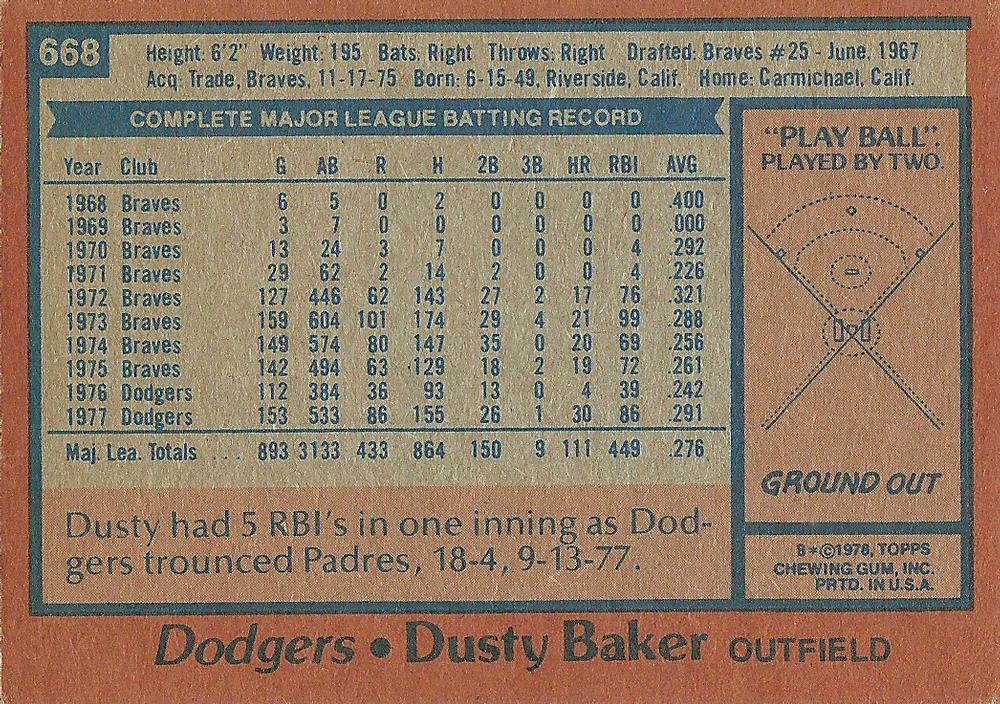 668
Height: 6'2" Weight: 195 Bats: Right Throws: Right Drafted: Braves #25 - June, 1967
Acq. Trade, Braves, 11-17-75 Born: 6-15-49, Riverside, Calif. Home: Carmichael, Calif.
COMPLETE MAJOR LEAGUE BATTING RECORD
Year Club G AB R H 2B 3B HR RBI AVG.
1968 Braves 6 5 0 2 0 0 0 0 .400
1969 Braves 3 7 0 0 0 0 0 0 .000
1970 Braves 13 24 3 7 0 0 0 4 .292
1971 Braves 29 62 2 14 2 0 0 4 .226
1972 Braves 127 446 62 143 27 2 17 76 .321
1973 Braves 159 604 101 174 29 4 21 99 .288
1974 Braves 149 574 80 147 35 0 20 69 .256
1975 Braves 142 494 63 129 18 2 19 72 .261
1976 Dodgers 112 384 36 93 13 0 4 39 .242
1977 Dodgers 153 533 86 155 26 1 30 86 .291
Maj. Lea. Totals ... 893 3133 433 864 150 9 111 449 .276
Dusty had 5 RBI's in one inning as Dod-
gers trounced Padres, 18-4, 9-13-77.
"PLAY BALL".
PLAYED BY TWO.
GROUND OUT
B*©1978, TOPPS
CHEWING GUM, INC.
PRTD. IN U.S.A.
Dodgers • Dusty Baker OUTFIELD